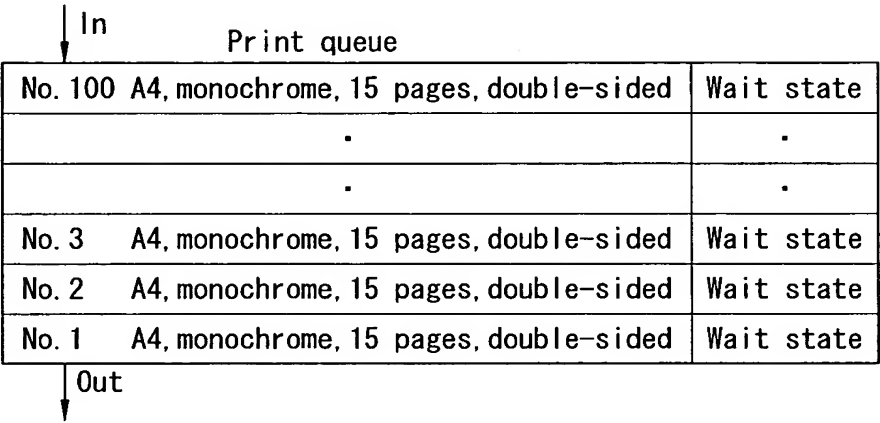 In
Print queue
No. 100 A4, monochrome, 15 pages, double-sided Wait state
. .
. .
No. 3 A4, monochrome, 15 pages, double-sided Wait state
No. 2 A4, monochrome, 15 pages, double-sided Wait state
No. 1 A4, monochrome, 15 pages, double-sided Wait state
Out